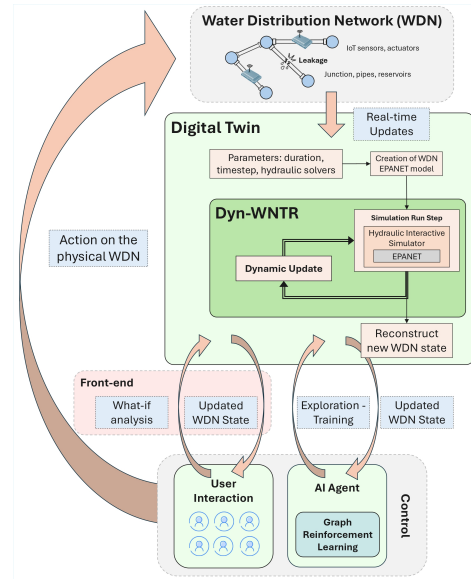 Water Distribution Network (WDN)
IoT sensors, actuators
Leakage
Junction, pipes, reservoirs
Real-time
Updates
Digital Twin
Parameters: duration,
timestep, hydraulic solvers
Creation of WDN
EPANET model
Dyn-WNTR
Simulation Run
Step
Hydraulic Interactive
Simulator
EPANET
Dynamic Update
Action on the
physical WDN
Reconstruct
new WDN state
Front-end
What-if
analysis
Updated
WDN State
Exploration -
Training
Updated
WDN State
User
Interaction
AI Agent
Graph
Reinforcement
Learning
Control